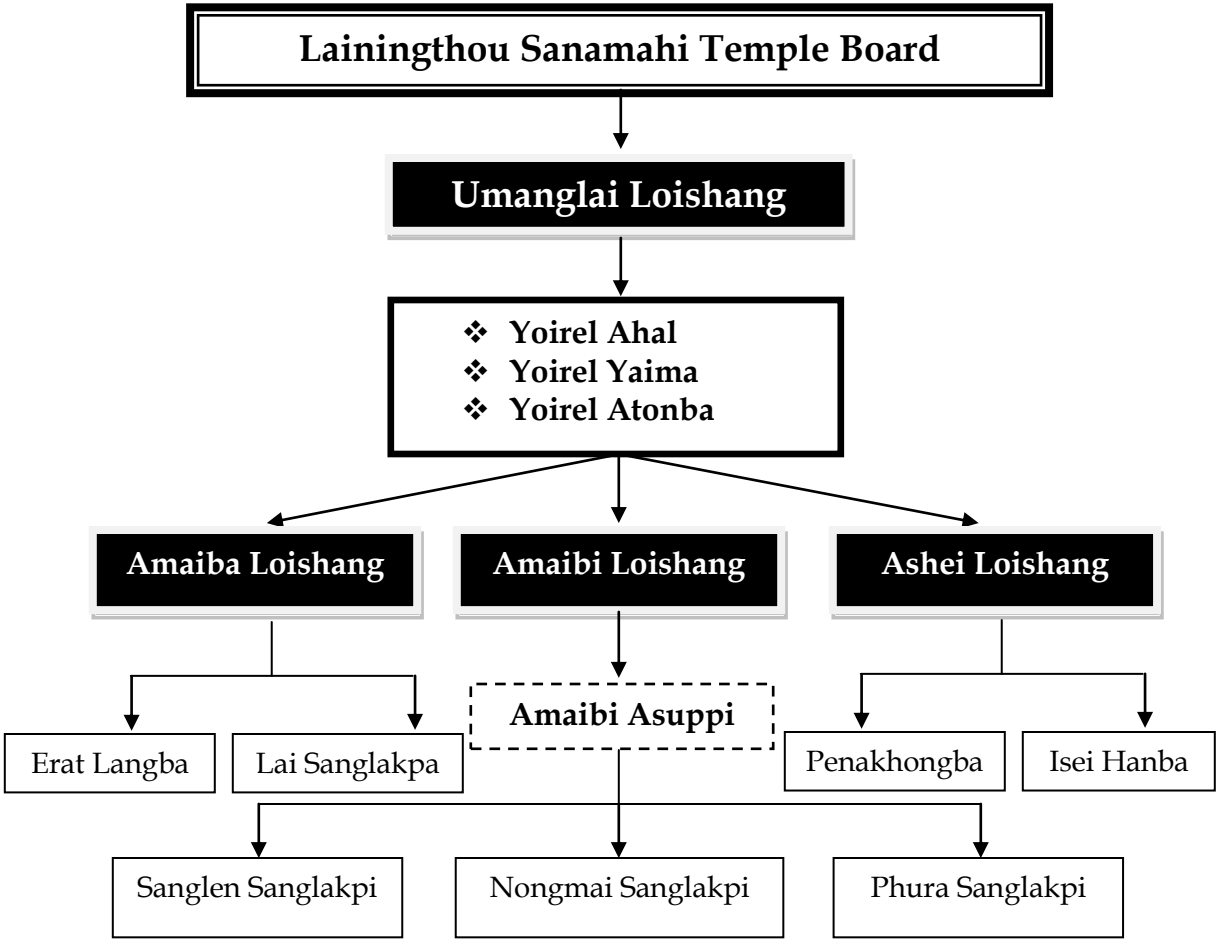 Lainingthou Sanamahi Temple Board
Umanglai Loishang
❖ Yoirel Ahal
❖ Yoirel Yaima
❖ Yoirel Atonba
Amaiba Loishang
Amaibi Loishang
Ashei Loishang
Amaibi Asuppi
Erat Langba
Lai Sanglakpa
Penakhongba
Isei Hanba
Sanglen Sanglakpi
Nongmai Sanglakpi
Phura Sanglakpi